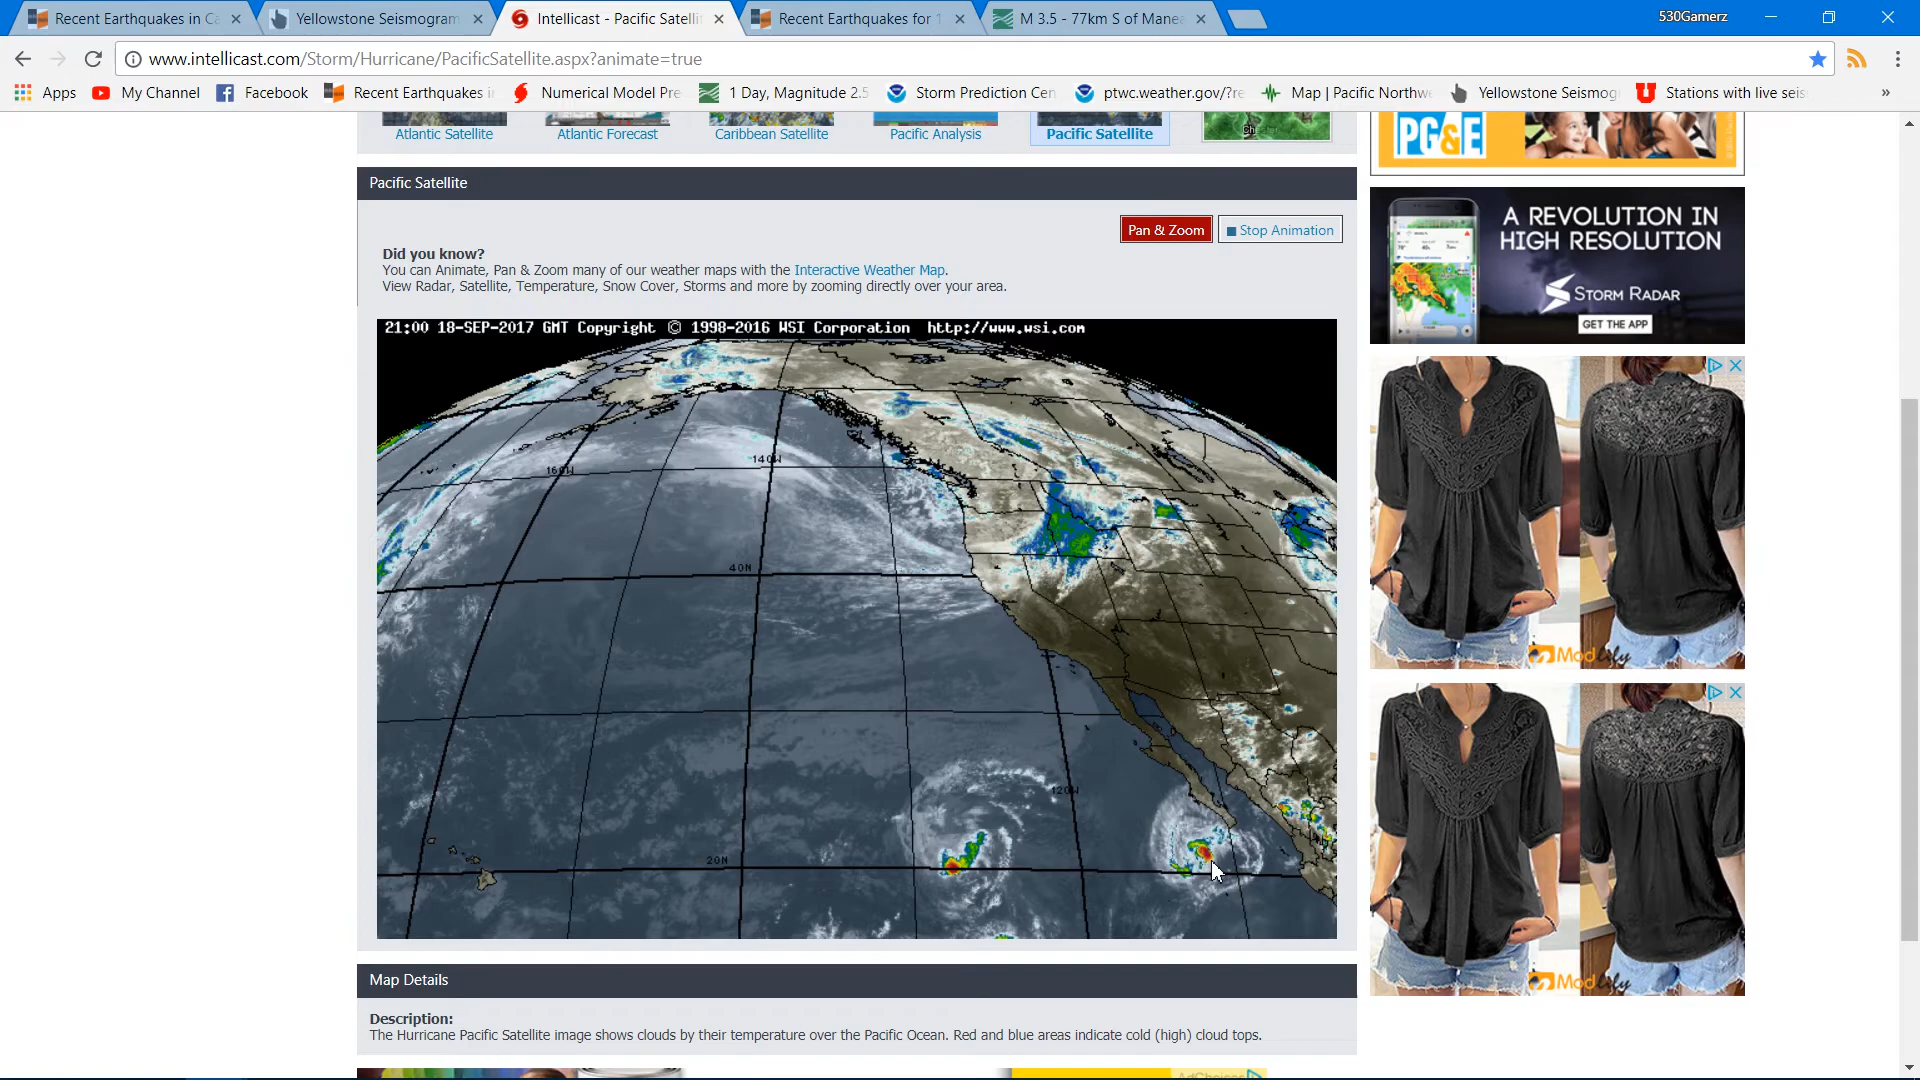 Recent Earthquakes in Ca
Yellowstone Seismogram
Intellicast - Pacific Satelli
Recent Earthquakes for 1
M 3.5 - 77km S of Manea
530Gamerz
www.intellicast.com/Storm/Hurricane/PacificSatellite.aspx?animate=true
Apps
My Channel
Facebook
Recent Earthquakes i
Numerical Model Pre
1 Day, Magnitude 2.5
Storm Prediction Cen
ptwc.weather.gov/?re
Map | Pacific Northw
Yellowstone Seismog
Stations with live seis
»
Atlantic Satellite
Atlantic Forecast
Caribbean Satellite
Pacific Analysis
Pacific Satellite
PG&E
Pacific Satellite
Pan & Zoom
Stop Animation
Did you know?
You can Animate, Pan & Zoom many of our weather maps with the Interactive Weather Map.
View Radar, Satellite, Temperature, Snow Cover, Storms and more by zooming directly over your area.
A REVOLUTION IN
HIGH RESOLUTION
STORM RADAR
GET THE APP
21:00 18-SEP-2017 GMT Copyright © 1998-2016 WSI Corporation http://www.wsi.com
160W
140W
40N
120W
20N
Modlily
Modlily
Map Details
Description:
The Hurricane Pacific Satellite image shows clouds by their temperature over the Pacific Ocean. Red and blue areas indicate cold (high) cloud tops.
AdChoices